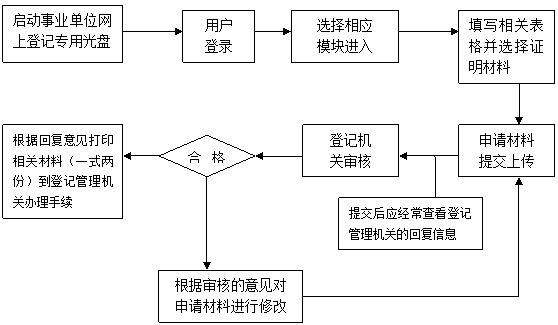 启动事业单位网
上登记专用光盘
用户
登录
选择相应
模块进入
填写相关表
格并选择证
明材料
根据回复意见打印
相关材料（一式两
份）到登记管理机
关办理手续
合 格
登记机
关审核
申请材料
提交上传
提交后应经常查看登记
管理机关的回复信息
根据审核的意见对
申请材料进行修改